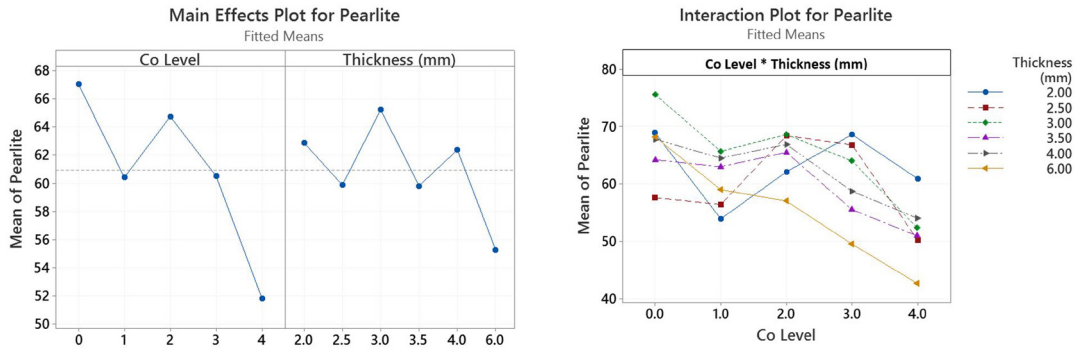 Main Effects Plot for Pearlite
Fitted Means
Co Level Thickness (mm)
Mean of Pearlite
68
66
64
62
60
58
56
54
52
50
0 1 2 3 4 2.0 2.5 3.0 3.5 4.0 6.0
Interaction Plot for Pearlite
Fitted Means
Co Level * Thickness (mm)
Mean of Pearlite
80
70
60
50
40
0.0 1.0 2.0 3.0 4.0
Co Level
Thickness
(mm)
2.00
2.50
3.00
3.50
4.00
6.00